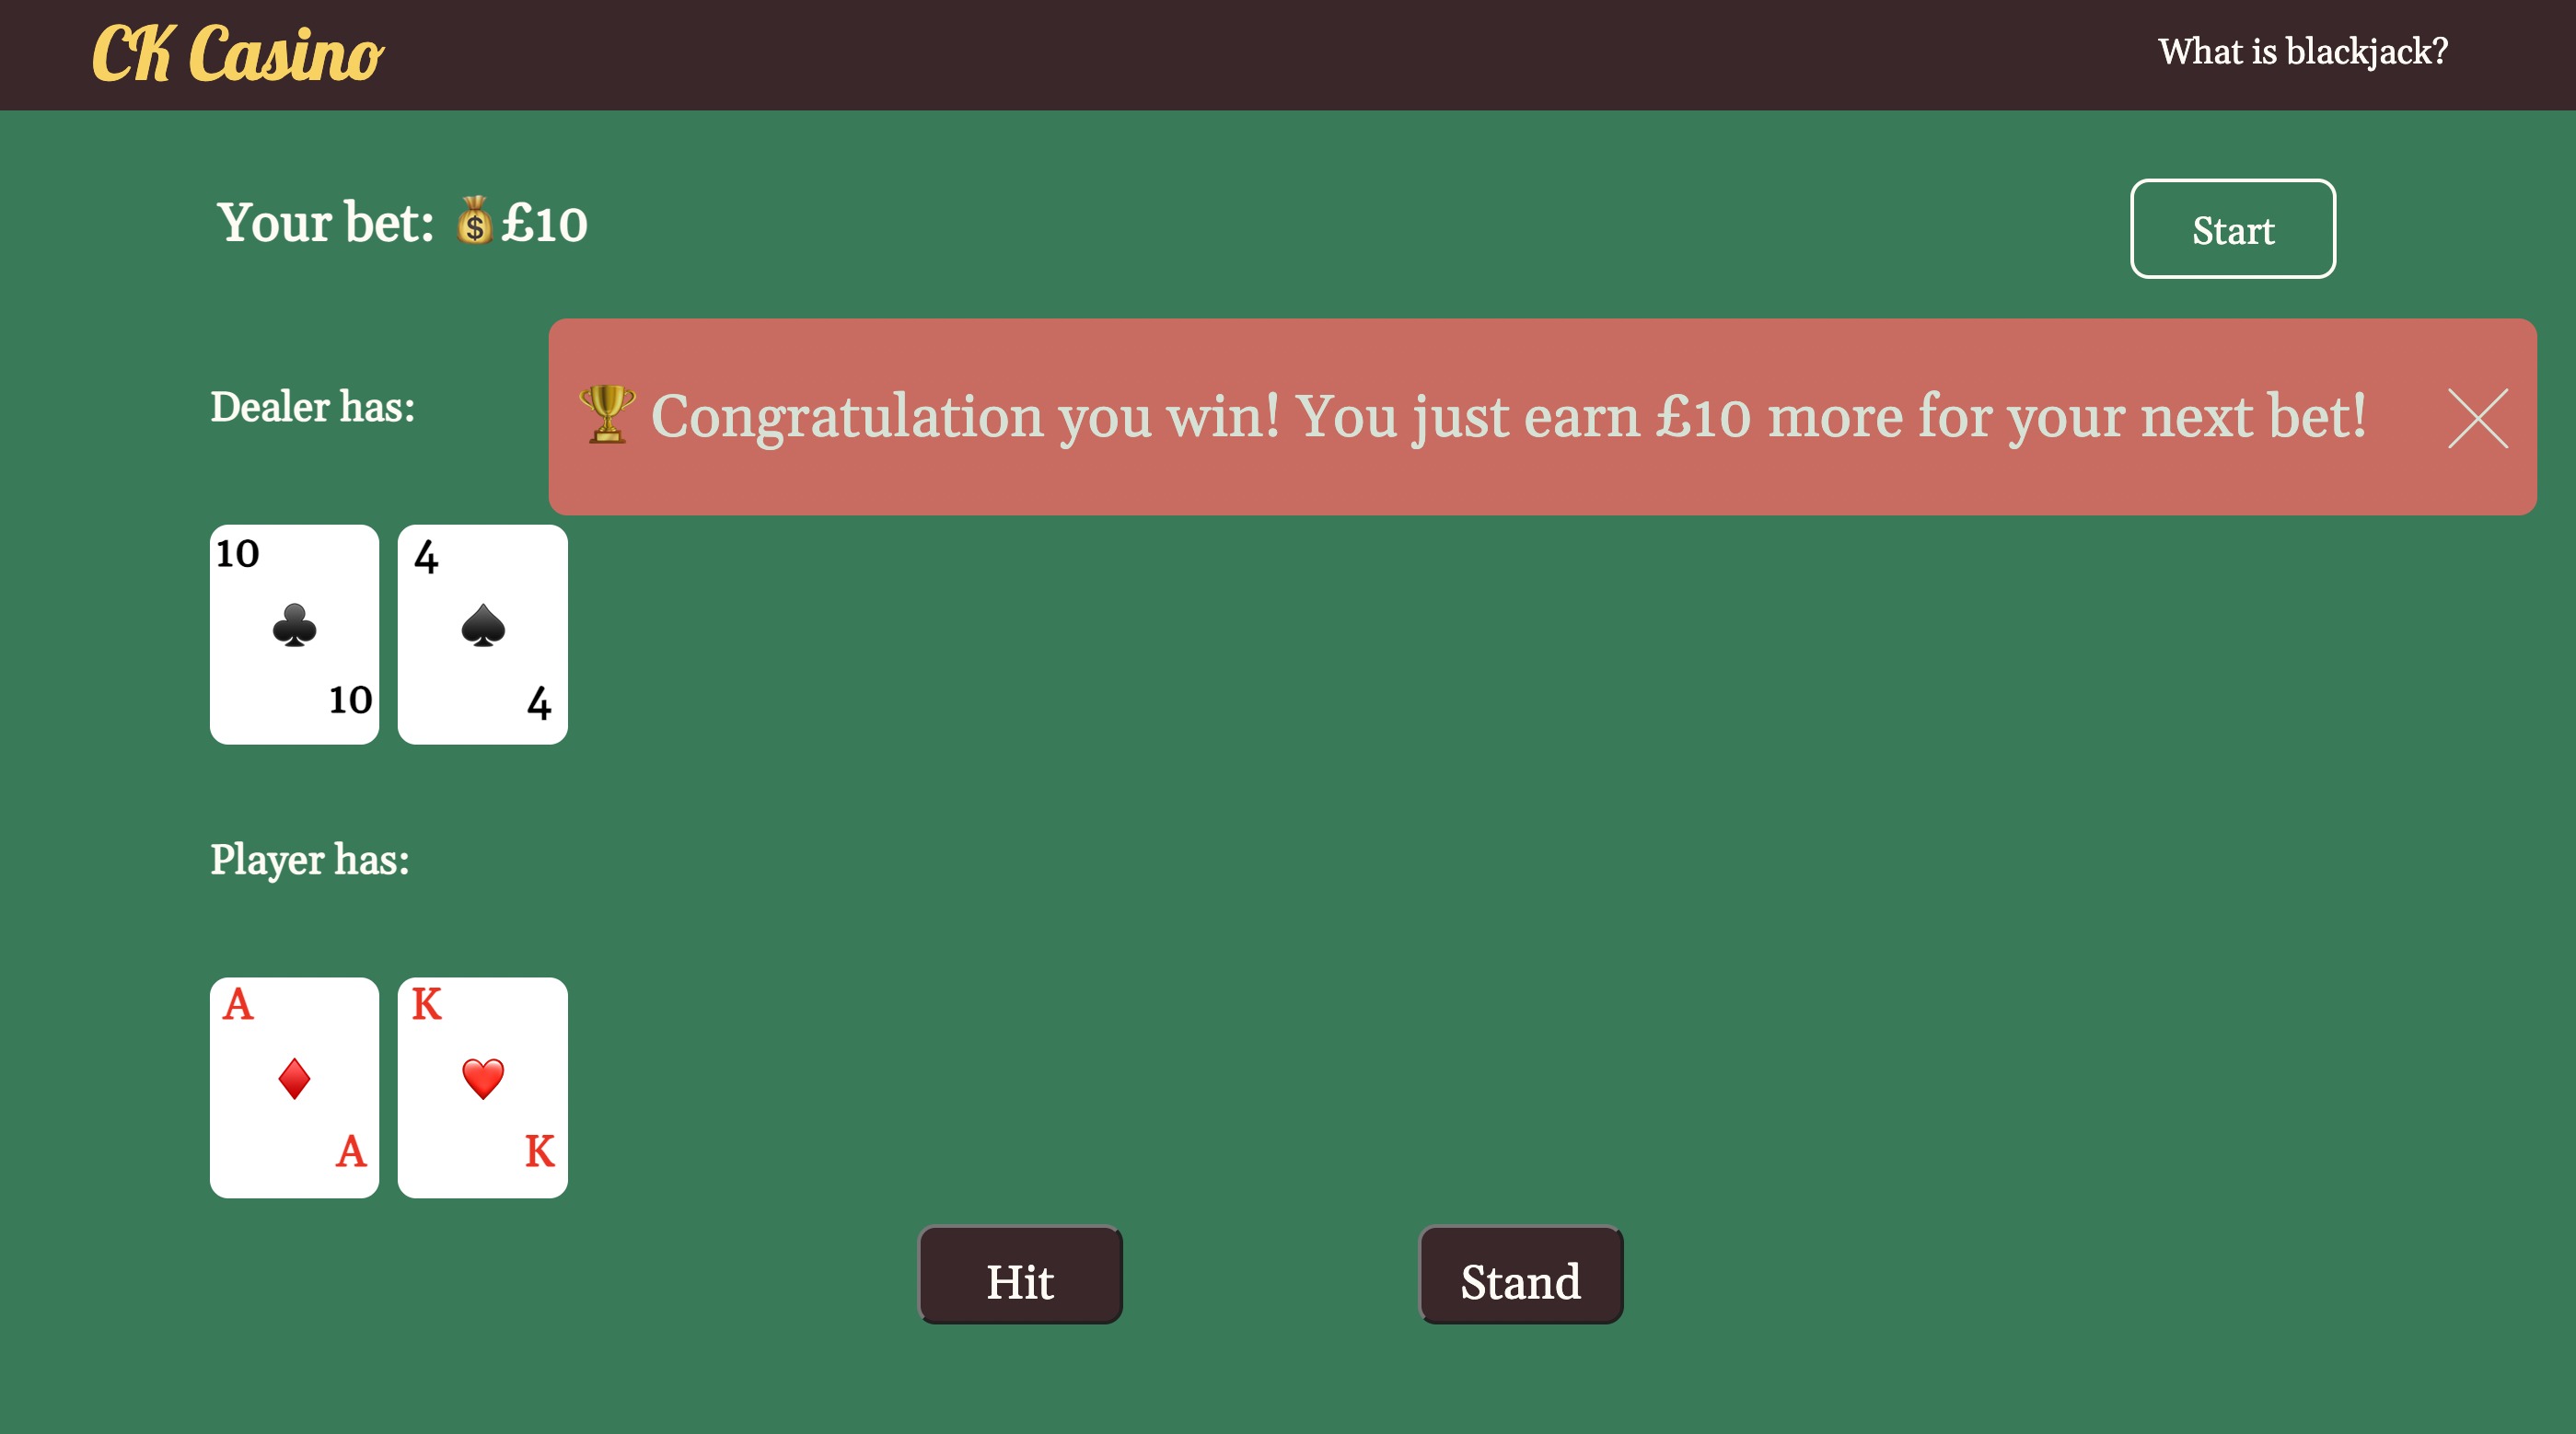 CK Casino
What is blackjack?
Your bet: 💰£10
Start
Dealer has:
🏆 Congratulation you win! You just earn £10 more for your next bet!
10
4
10
4
Player has:
A
K
A
K
Hit
Stand